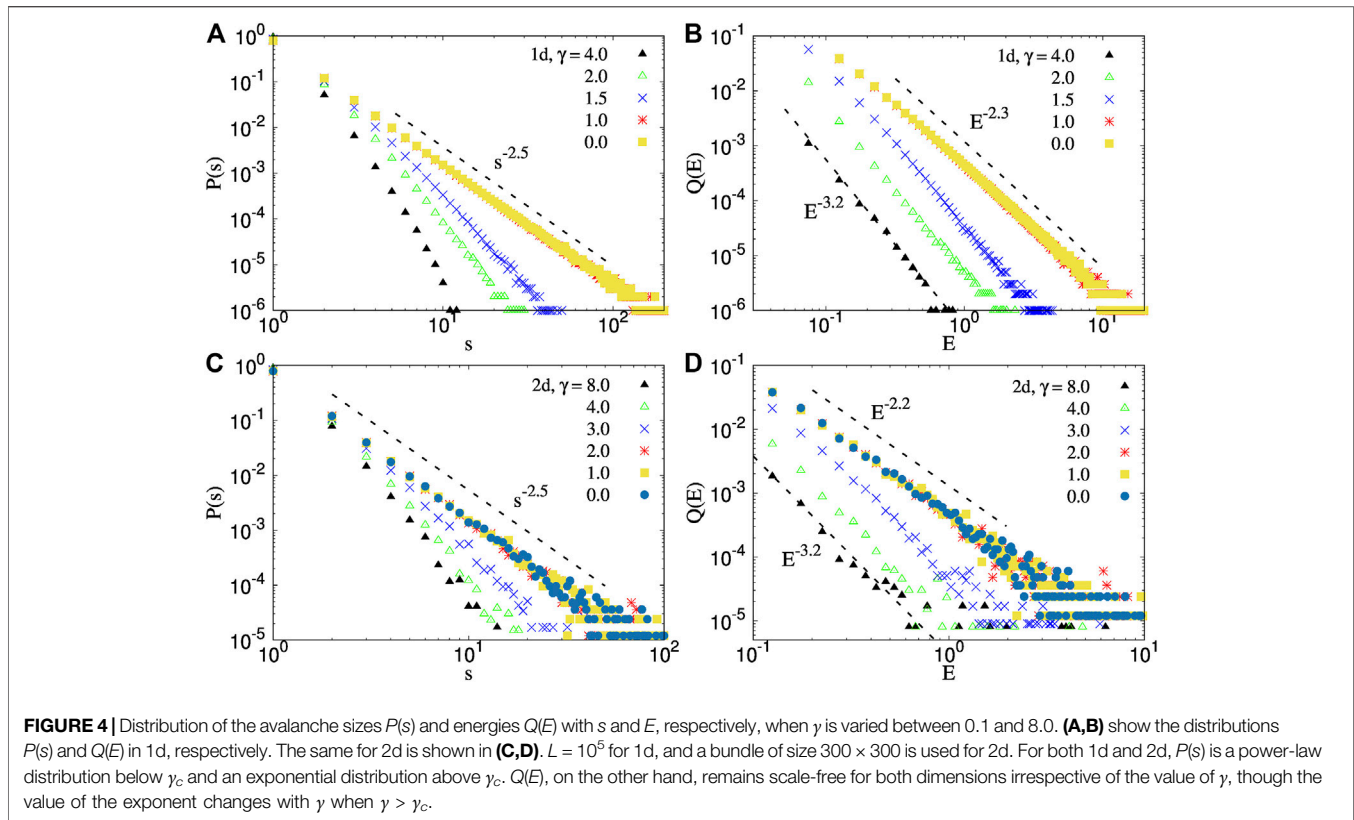 A
10^0
10^-1
10^-2
10^-3
10^-4
10^-5
10^-6
P(s)
1d, γ = 4.0
2.0
1.5
1.0
0.0
s^-2.5
10^0
10^1
10^2
s
B
10^-1
10^-2
10^-3
10^-4
10^-5
10^-6
Q(E)
1d, γ = 4.0
2.0
1.5
1.0
0.0
E^-2.3
E^-3.2
10^-1
10^0
10^1
E
C
10^0
10^-1
10^-2
10^-3
10^-4
10^-5
P(s)
2d, γ = 8.0
4.0
3.0
2.0
1.0
0.0
s^-2.5
10^0
10^1
10^2
s
D
10^-1
10^-2
10^-3
10^-4
10^-5
Q(E)
2d, γ = 8.0
4.0
3.0
2.0
1.0
0.0
E^-2.2
E^-3.2
10^-1
10^0
10^1
E
FIGURE 4 | Distribution of the avalanche sizes P(s) and energies Q(E) with s and E, respectively, when γ is varied between 0.1 and 8.0. (A,B) show the distributions
P(s) and Q(E) in 1d, respectively. The same for 2d is shown in (C,D). L = 10^5 for 1d, and a bundle of size 300 × 300 is used for 2d. For both 1d and 2d, P(s) is a power-law
distribution below γc and an exponential distribution above γc. Q(E), on the other hand, remains scale-free for both dimensions irrespective of the value of γ, though the
value of the exponent changes with γ when γ > γc.